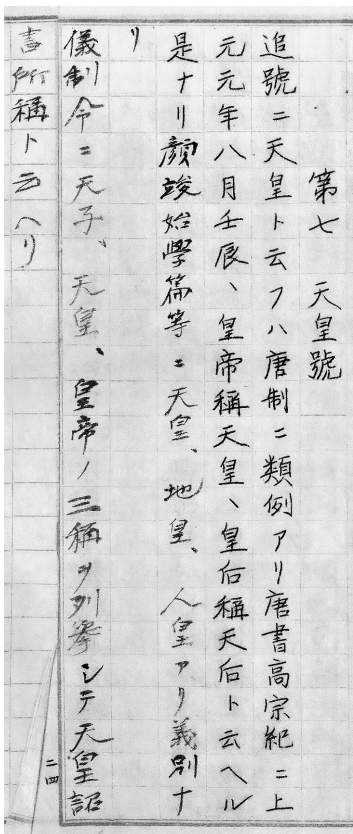 第七　天皇號
追號ニ天皇ト云フハ唐制ニ類例アリ唐書高宗紀ニ上
元元年八月壬辰、皇帝稱天皇、皇后稱天后ト云ヘル
是ナリ顔竣始學篇等ニ天皇、地皇、人皇アリ義別ナ
リ
儀制令ニ天子、天皇、皇帝ノ三稱ヲ列擧シテ天皇詔
書所稱ト云ヘリ
二四